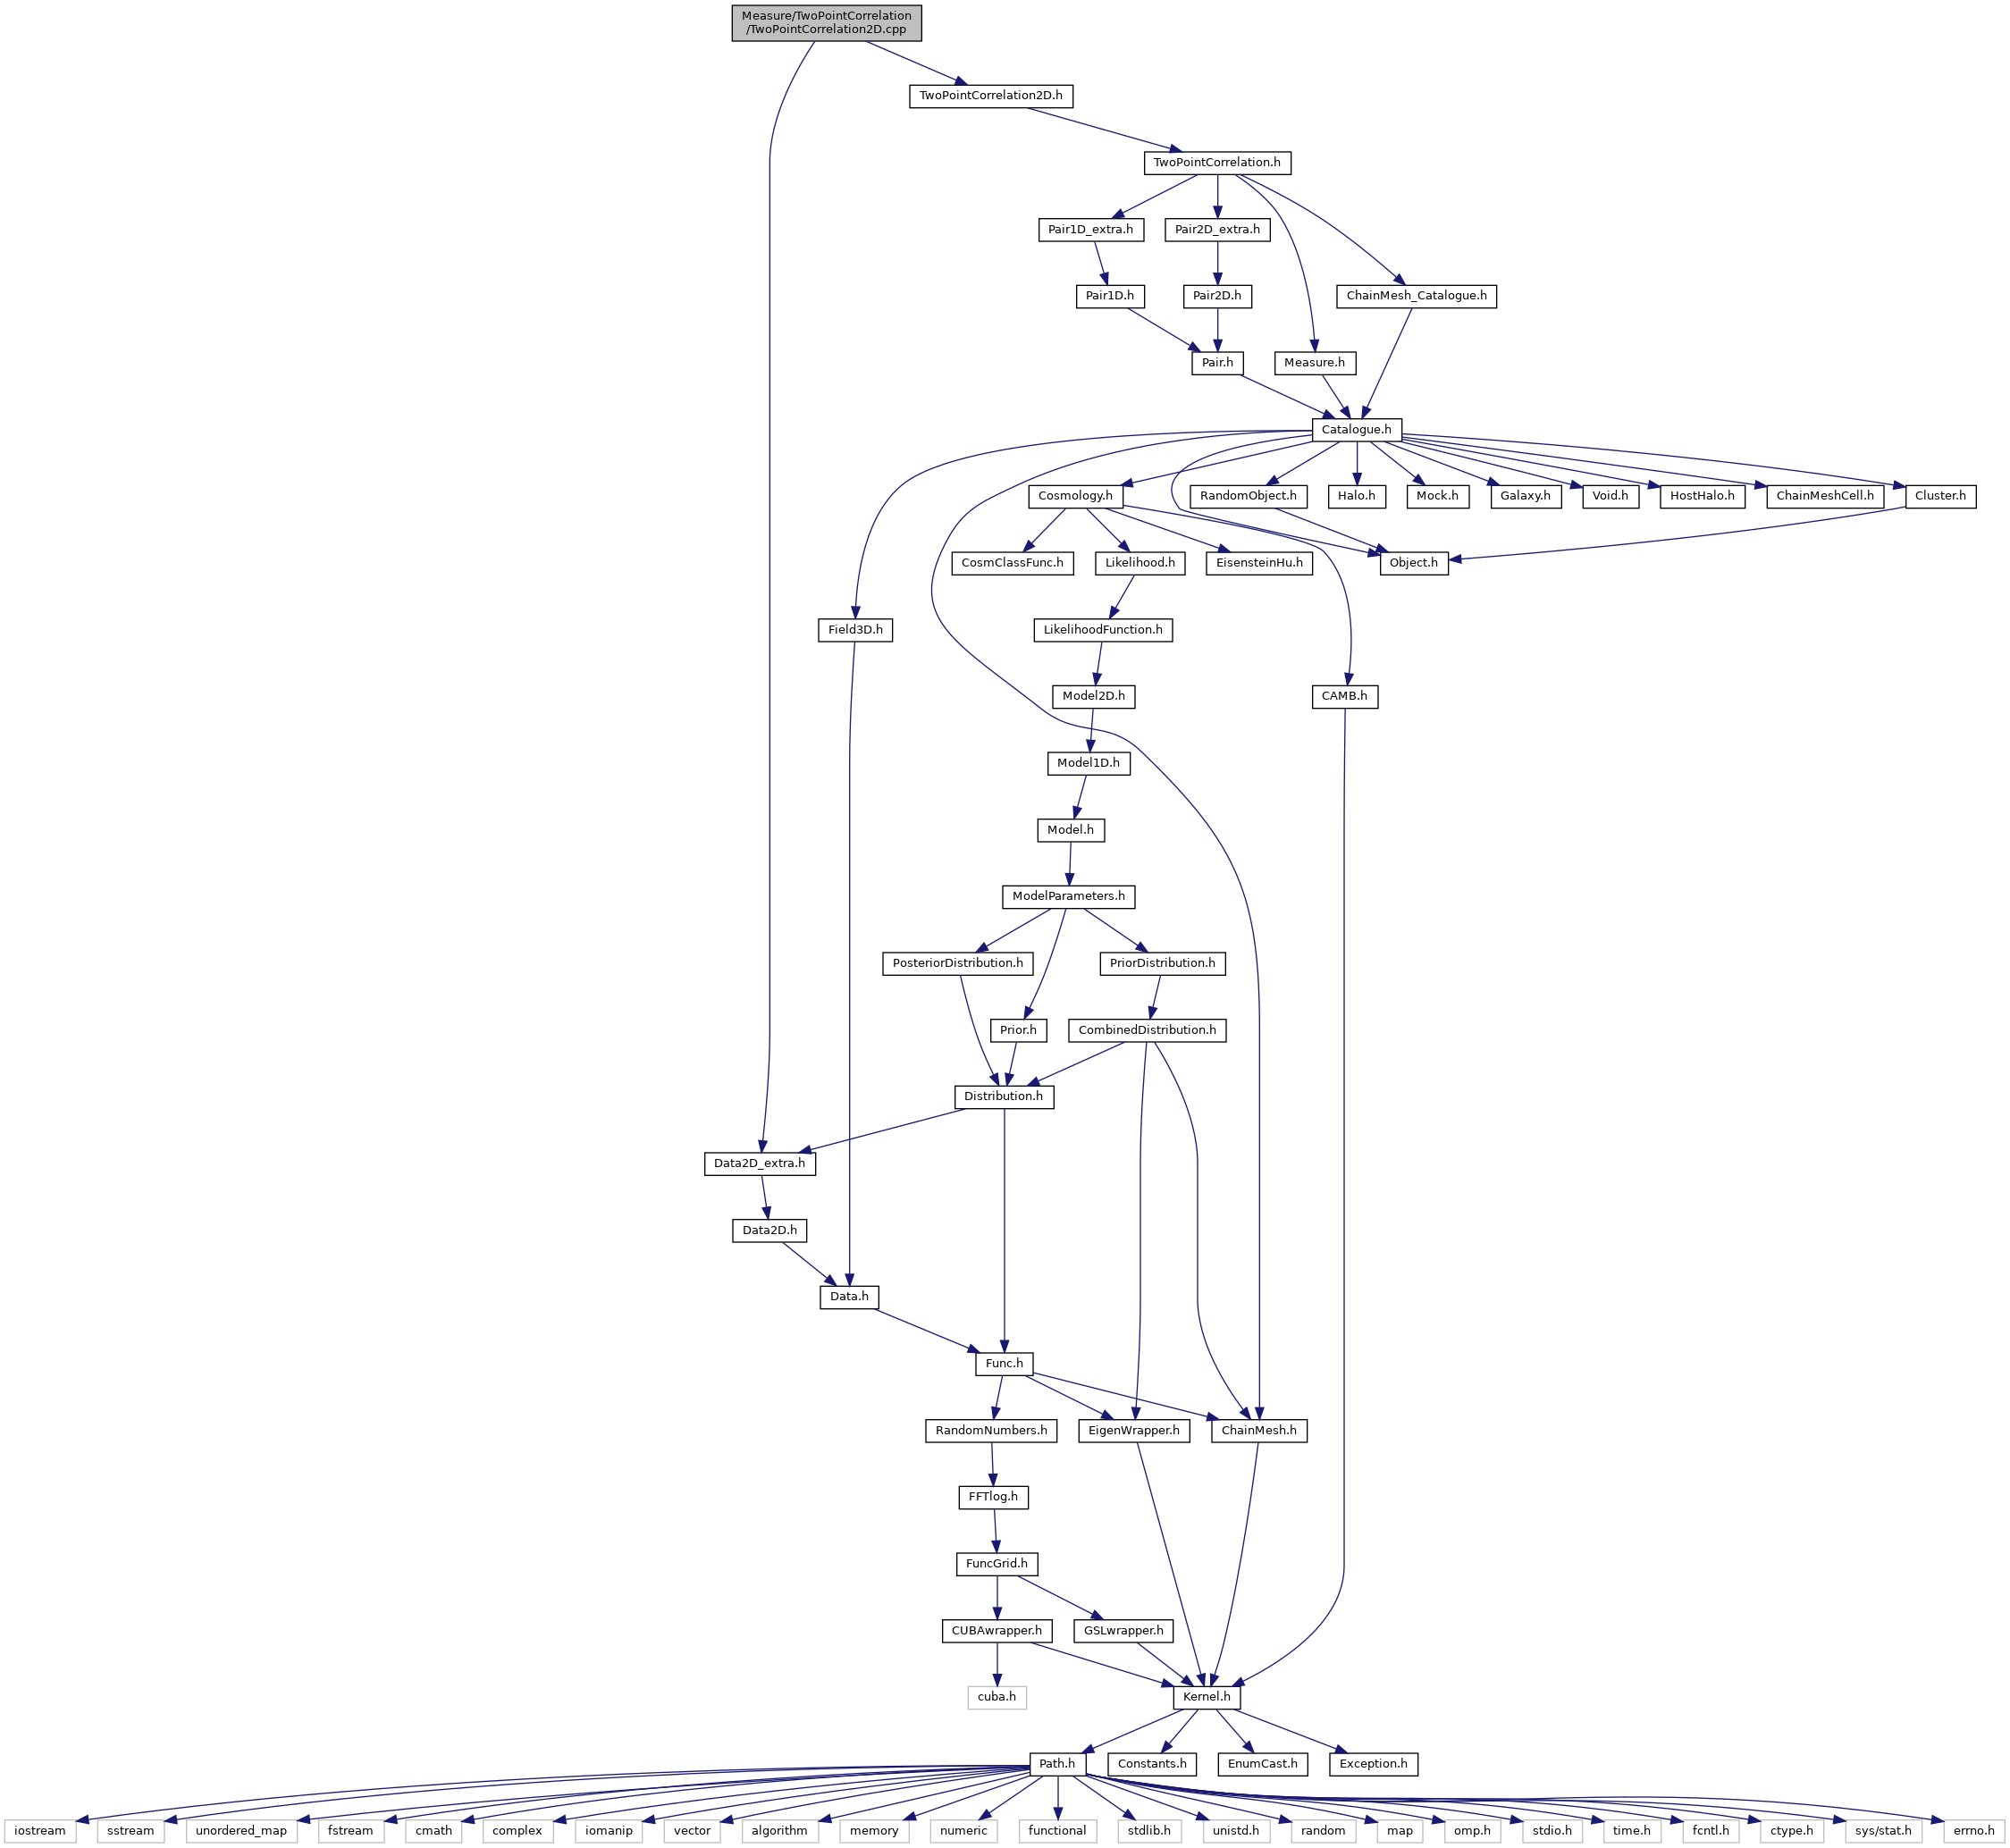 Measure/TwoPointCorrelation
/TwoPointCorrelation2D.cpp
TwoPointCorrelation2D.h
TwoPointCorrelation.h
Pair1D_extra.h
Pair2D_extra.h
Pair1D.h
Pair2D.h
ChainMesh_Catalogue.h
Pair.h
Measure.h
Catalogue.h
Cosmology.h
RandomObject.h
Halo.h
Mock.h
Galaxy.h
Void.h
HostHalo.h
ChainMeshCell.h
Cluster.h
CosmClassFunc.h
Likelihood.h
EisensteinHu.h
Object.h
Field3D.h
LikelihoodFunction.h
Model2D.h
CAMB.h
Model1D.h
Model.h
ModelParameters.h
PosteriorDistribution.h
PriorDistribution.h
Prior.h
CombinedDistribution.h
Distribution.h
Data2D_extra.h
Data2D.h
Data.h
Func.h
RandomNumbers.h
EigenWrapper.h
ChainMesh.h
FFTlog.h
FuncGrid.h
CUBAwrapper.h
GSLwrapper.h
cuba.h
Kernel.h
Path.h
Constants.h
EnumCast.h
Exception.h
iostream
sstream
unordered_map
fstream
cmath
complex
iomanip
vector
algorithm
memory
numeric
functional
stdlib.h
unistd.h
random
map
omp.h
stdio.h
time.h
fcntl.h
ctype.h
sys/stat.h
errno.h